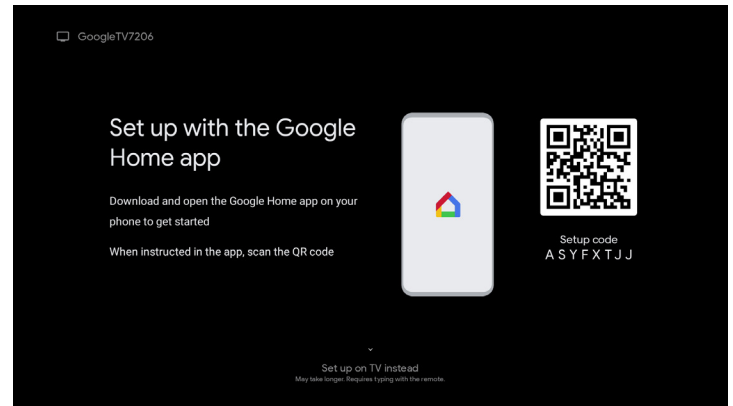 GoogleTV7206
Set up with the Google
Home app
Download and open the Google Home app on your
phone to get started
When instructed in the app, scan the QR code
Setup code
A S Y F X T J J
Set up on TV instead
May take longer. Requires typing with the remote.